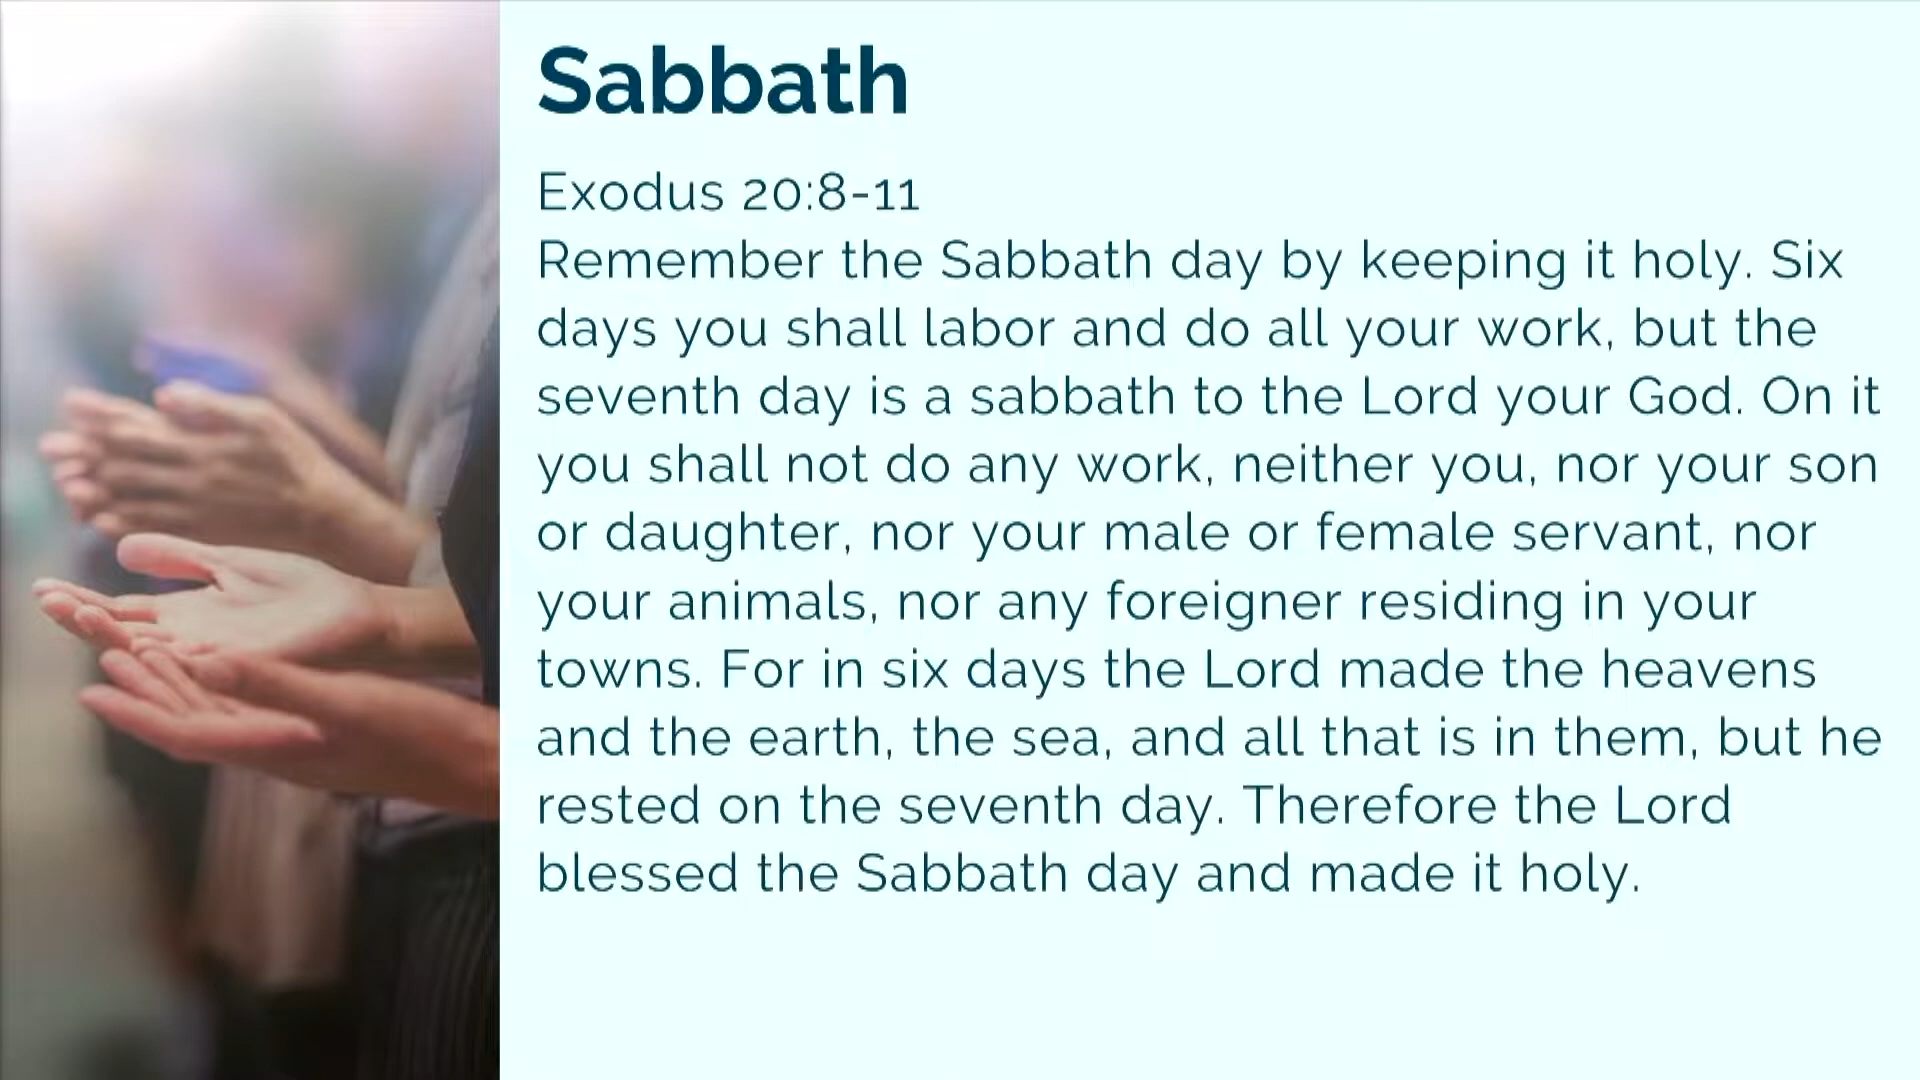 Sabbath
Exodus 20:8-11
Remember the Sabbath day by keeping it holy. Six
days you shall labor and do all your work, but the
seventh day is a sabbath to the Lord your God. On it
you shall not do any work, neither you, nor your son
or daughter, nor your male or female servant, nor
your animals, nor any foreigner residing in your
towns. For in six days the Lord made the heavens
and the earth, the sea, and all that is in them, but he
rested on the seventh day. Therefore the Lord
blessed the Sabbath day and made it holy.